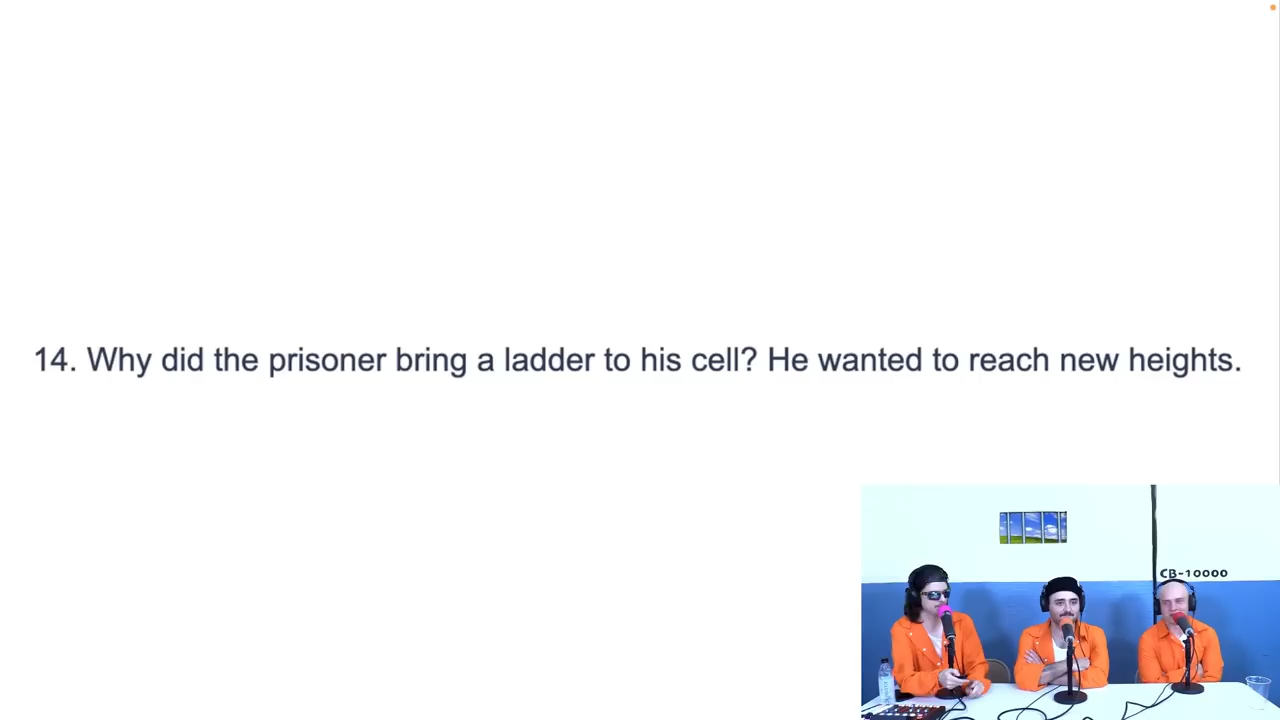 14. Why did the prisoner bring a ladder to his cell? He wanted to reach new heights.
CB-10000